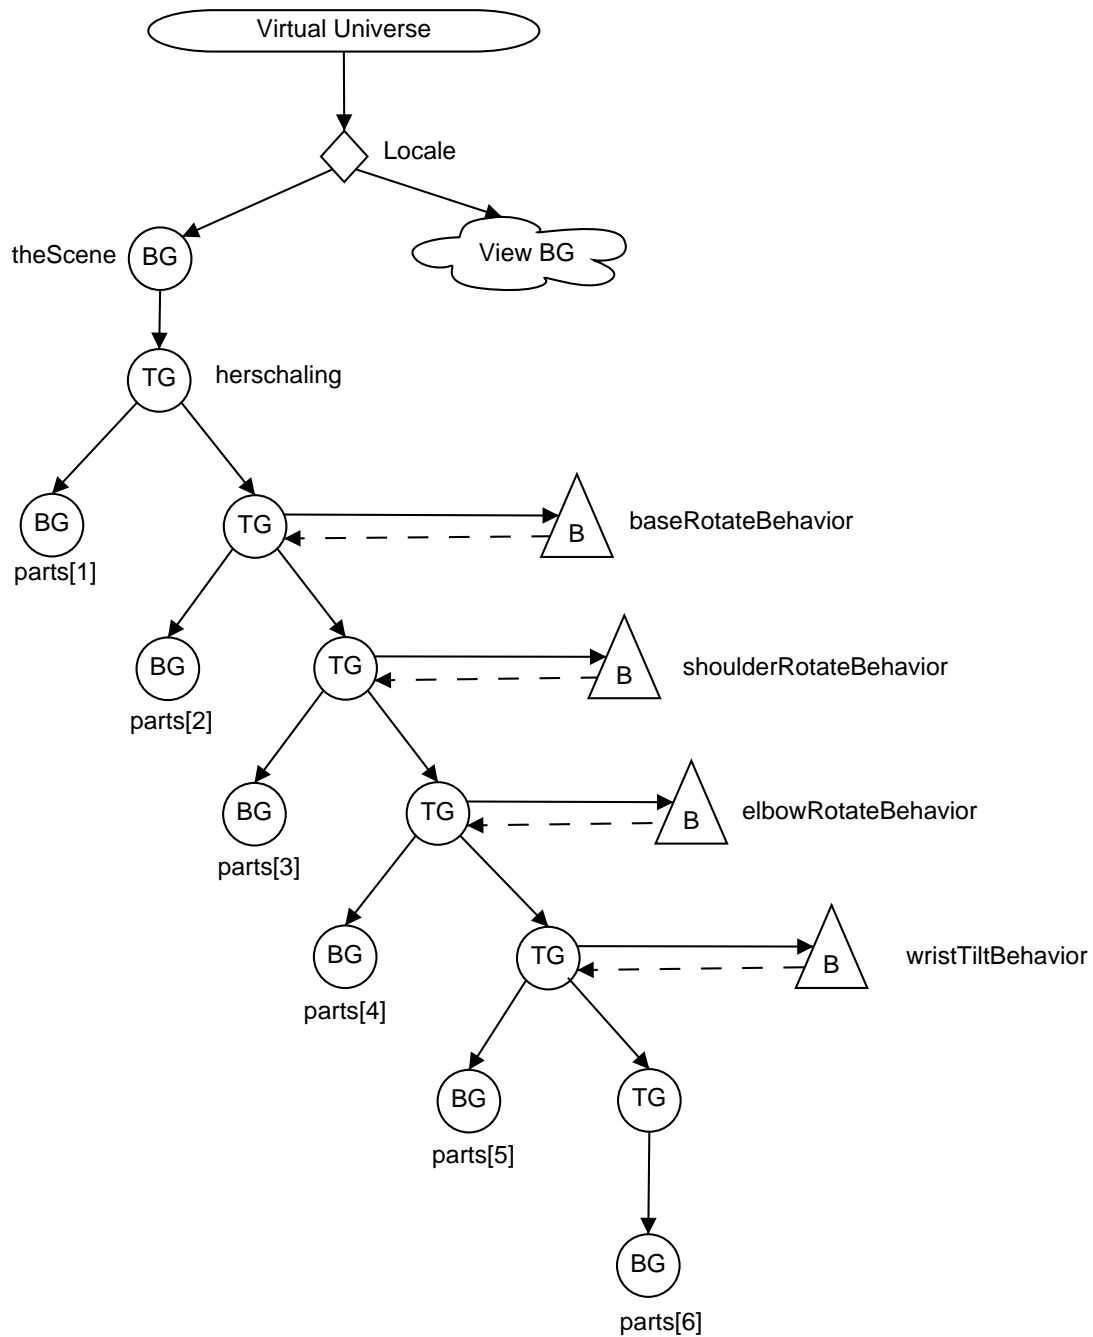 Virtual Universe
Locale
theScene
BG
View BG
TG
herschaling
BG
parts[1]
TG
B
baseRotateBehavior
BG
parts[2]
TG
B
shoulderRotateBehavior
BG
parts[3]
TG
B
elbowRotateBehavior
BG
parts[4]
TG
B
wristTiltBehavior
BG
parts[5]
TG
BG
parts[6]